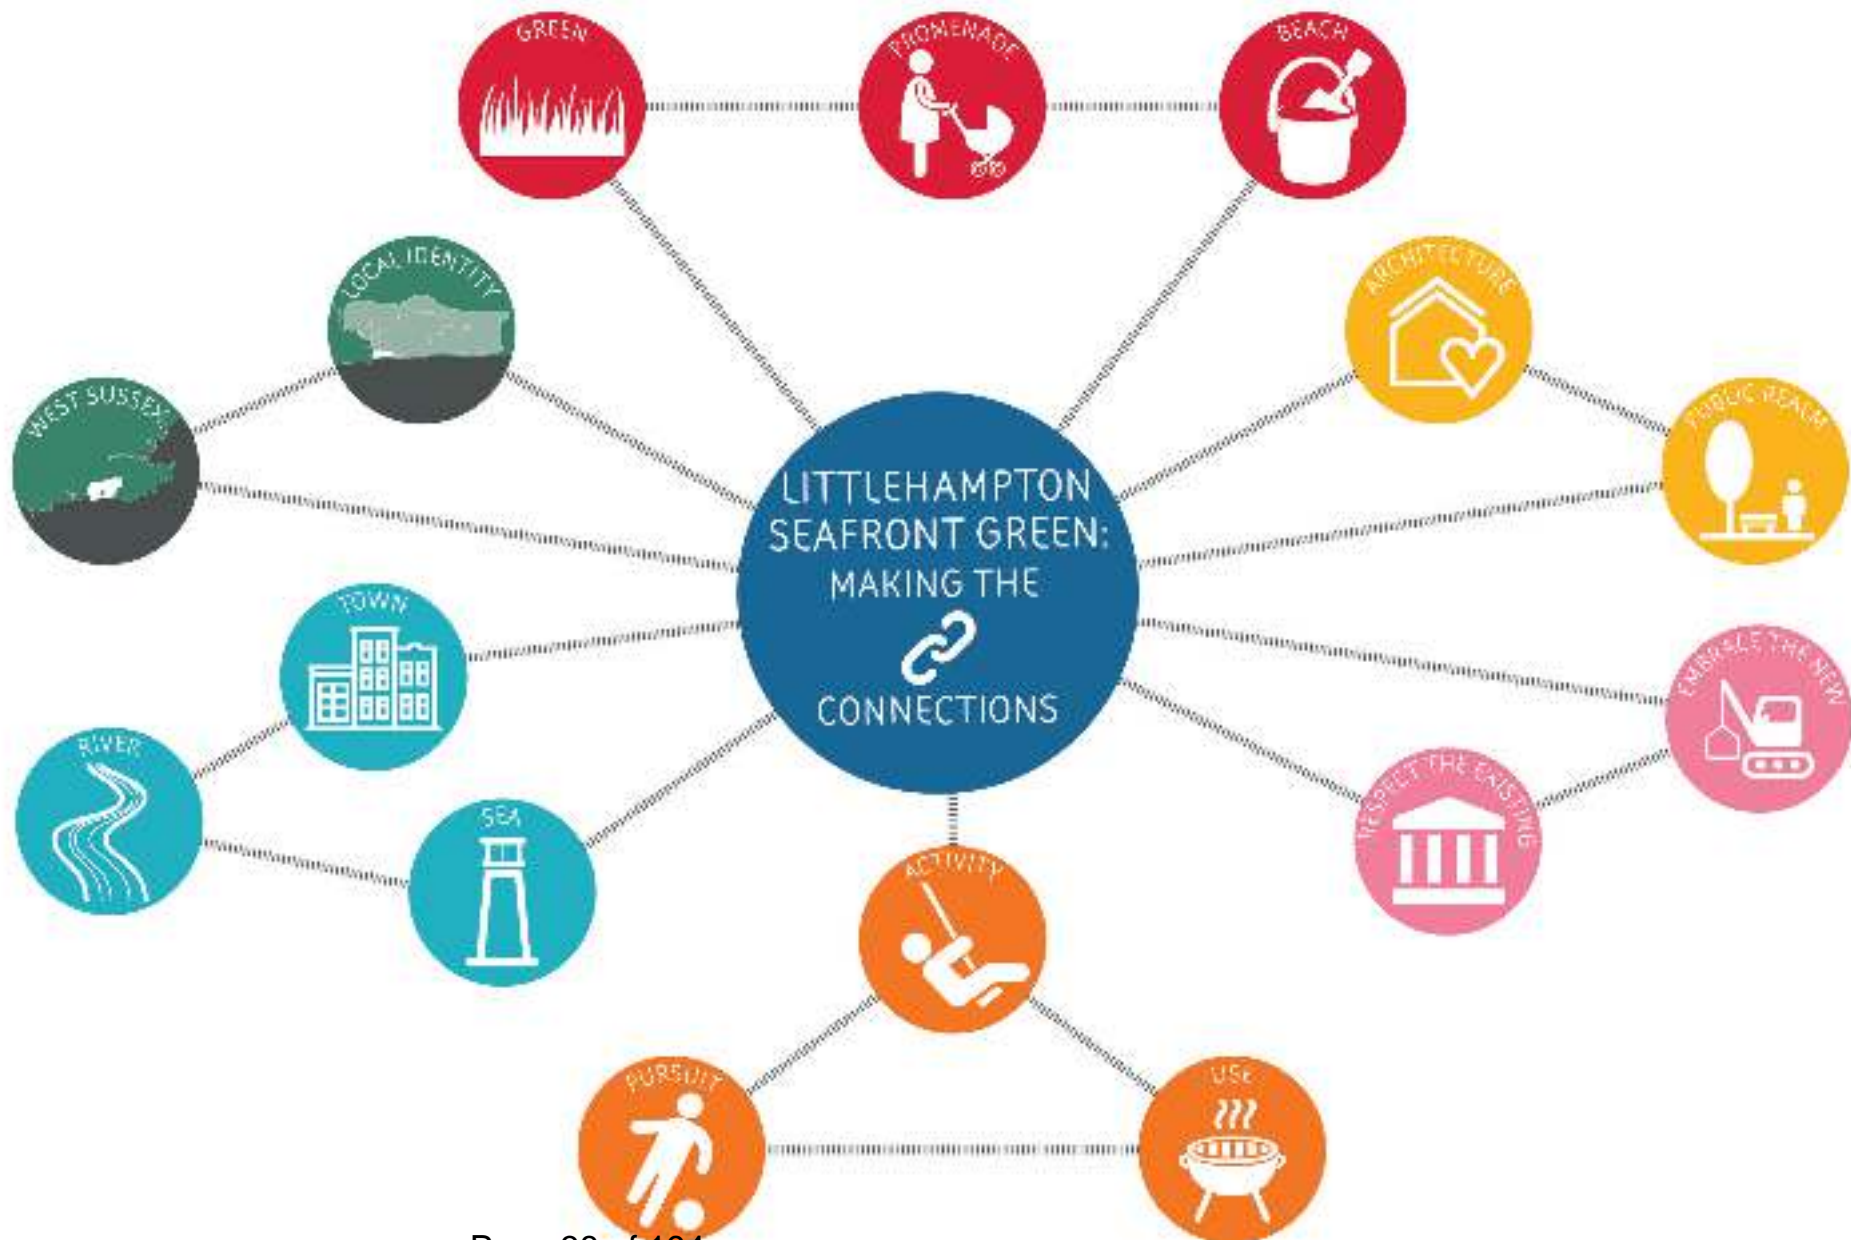 GREEN
PROMENADE
BEACH
LOCAL IDENTITY
ARCHITECTURE
WEST SUSSEX
PUBLIC REALM
LITTLEHAMPTON
SEAFRONT GREEN:
MAKING THE
CONNECTIONS
TOWN
EMBRACE THE NEW
RIVER
SEA
RESPECT THE EXISTING
ACTIVITY
PURSUIT
USE